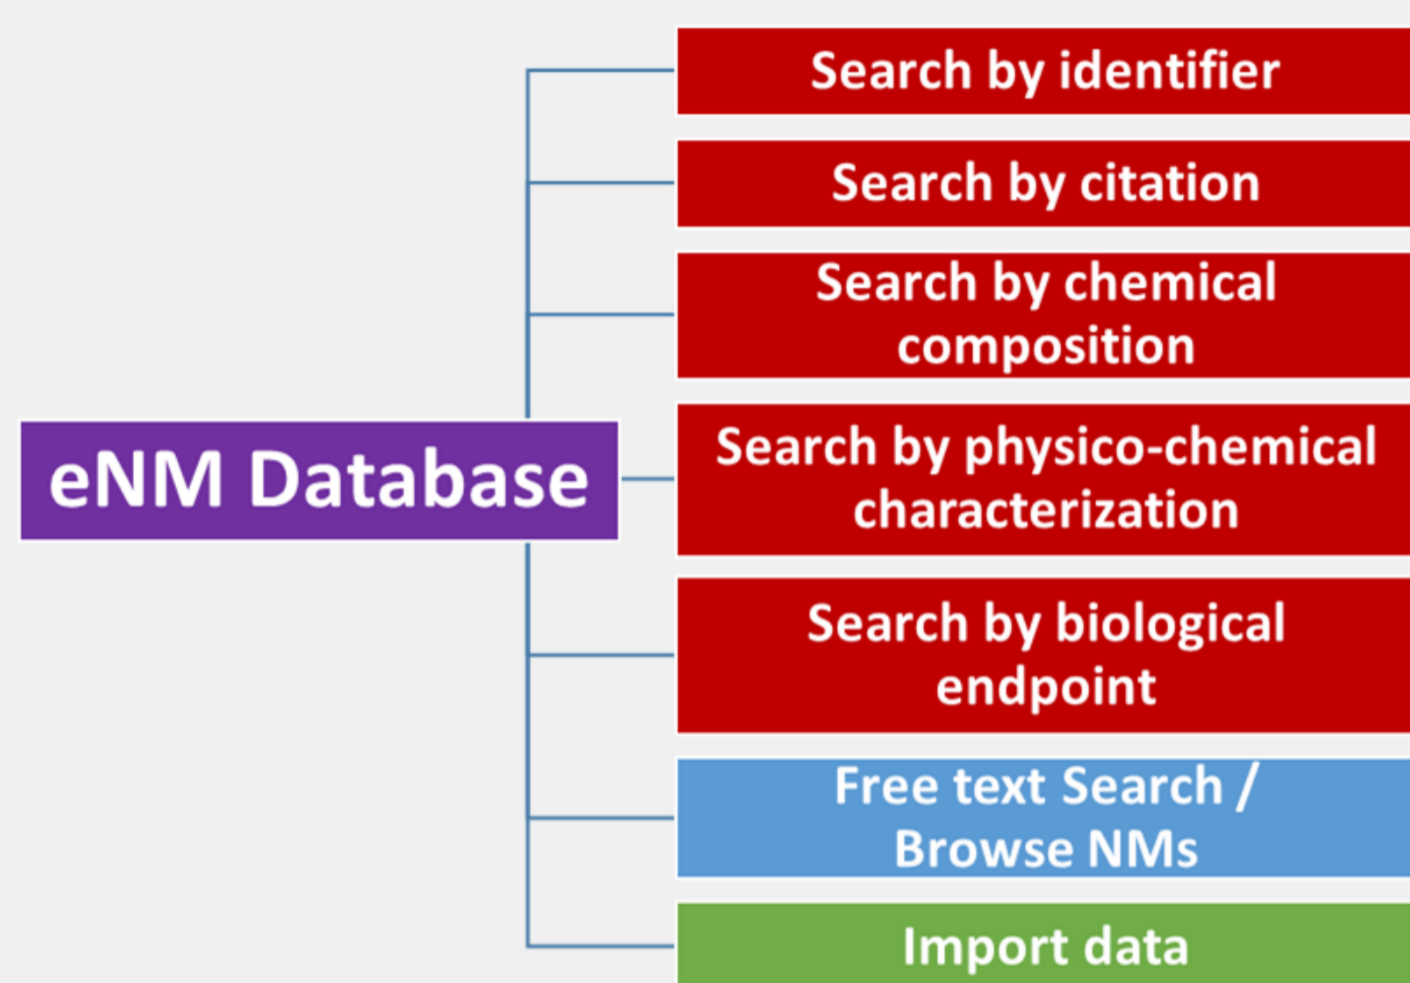 Search by identifier
Search by citation
Search by chemical
composition
eNM Database
Search by physico-chemical
characterization
Search by biological
endpoint
Free text Search /
Browse NMs
Import data